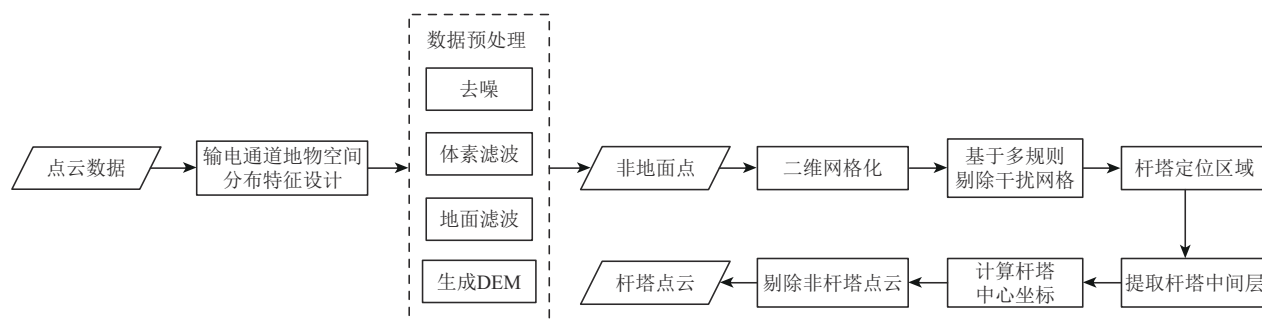 点云数据
输电通道地物空间
分布特征设计
数据预处理
去噪
体素滤波
地面滤波
生成DEM
非地面点
二维网格化
基于多规则
剔除干扰网格
杆塔定位区域
提取杆塔中间层
计算杆塔
中心坐标
剔除非杆塔点云
杆塔点云